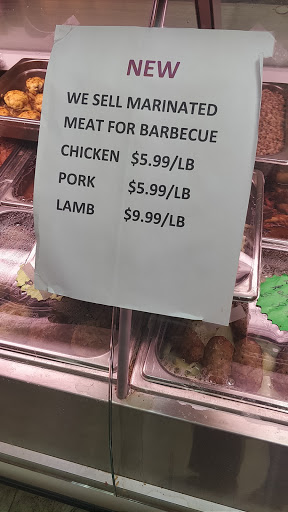 NEW
WE SELL MARINATED
MEAT FOR BARBECUE
CHICKEN $5.99/LB
PORK $5.99/LB
LAMB $9.99/LB